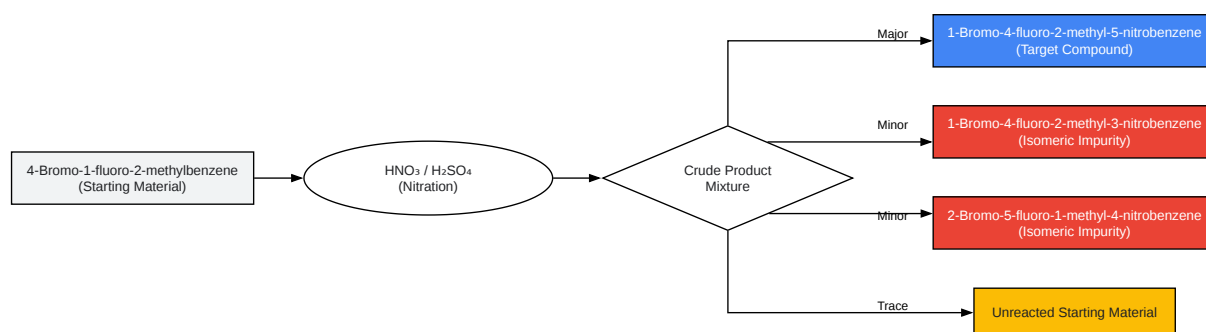 4-Bromo-1-fluoro-2-methylbenzene
(Starting Material)
HNO₃ / H₂SO₄
(Nitration)
Crude Product
Mixture
Major
1-Bromo-4-fluoro-2-methyl-5-nitrobenzene
(Target Compound)
Minor
1-Bromo-4-fluoro-2-methyl-3-nitrobenzene
(Isomeric Impurity)
Minor
2-Bromo-5-fluoro-1-methyl-4-nitrobenzene
(Isomeric Impurity)
Trace
Unreacted Starting Material